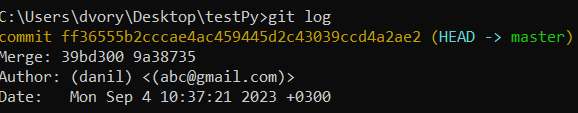 C:\Users\dvory\Desktop\testPy>git log
commit ff36555b2cccae4ac459445d2c43039ccd4a2ae2 (HEAD -> master)
Merge: 39bd300 9a38735
Author: (danil) <(abc@gmail.com)>
Date:   Mon Sep 4 10:37:21 2023 +0300